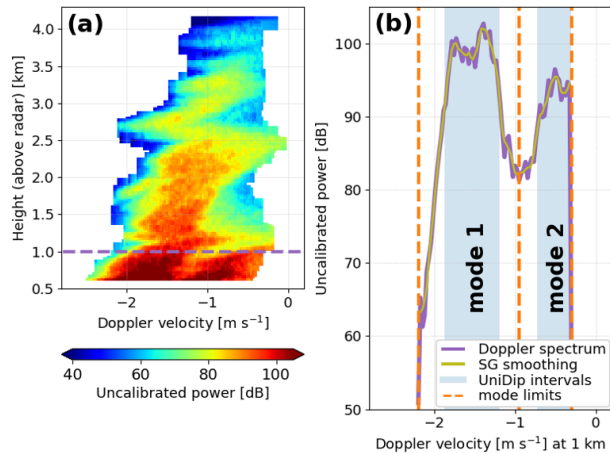 (a)
Height (above radar) [km]
4.0
3.5
3.0
2.5
2.0
1.5
1.0
0.5
−2
−1
0
Doppler velocity [m s⁻¹]
40
60
80
100
Uncalibrated power [dB]
(b)
Uncalibrated power [dB]
100
90
80
70
60
50
mode 1
mode 2
Doppler spectrum
SG smoothing
UniDip intervals
mode limits
−2
−1
0
Doppler velocity [m s⁻¹] at 1 km